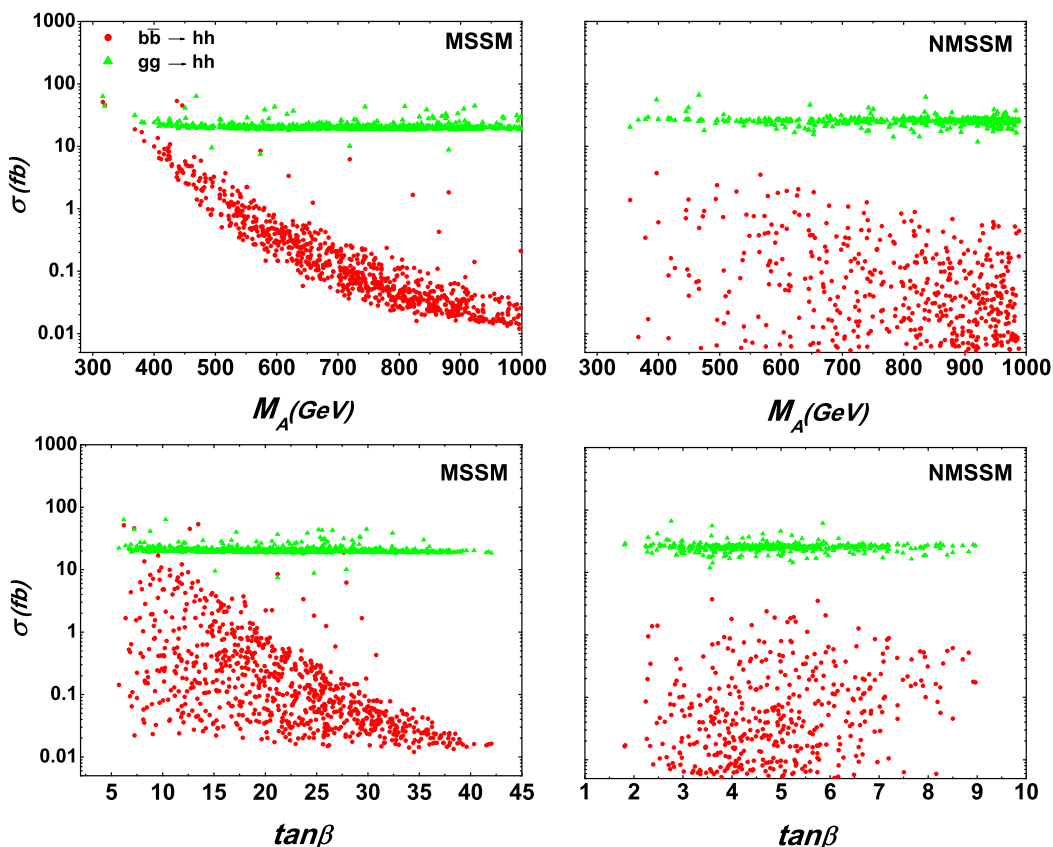 1000
100
10
1
0.1
0.01
σ (fb)
bb̄ → hh
gg → hh
MSSM
300 400 500 600 700 800 900 1000
M_A(GeV)
NMSSM
300 400 500 600 700 800 900 1000
M_A(GeV)
1000
100
10
1
0.1
0.01
σ (fb)
MSSM
5 10 15 20 25 30 35 40 45
tanβ
NMSSM
1 2 3 4 5 6 7 8 9 10
tanβ